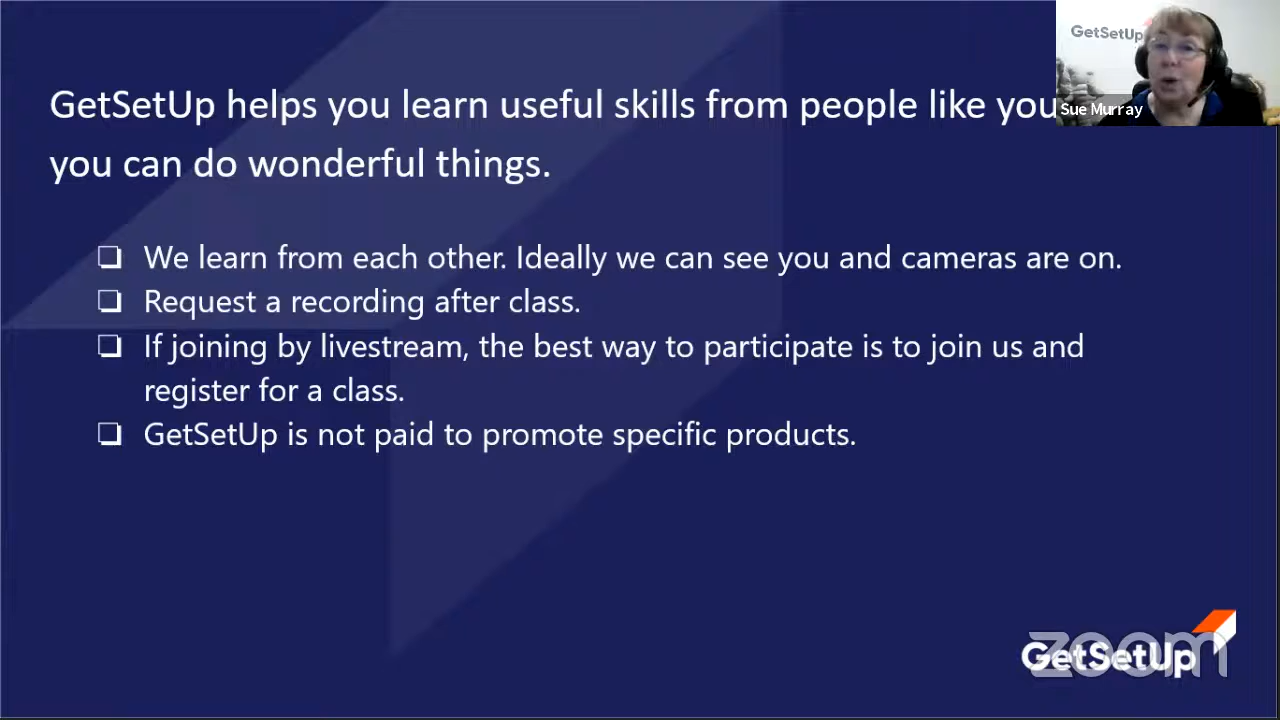 GetSetUp
Sue Murray
GetSetUp helps you learn useful skills from people like you
you can do wonderful things.
❏ We learn from each other. Ideally we can see you and cameras are on.
❏ Request a recording after class.
❏ If joining by livestream, the best way to participate is to join us and
register for a class.
❏ GetSetUp is not paid to promote specific products.
zoom
GetSetUp